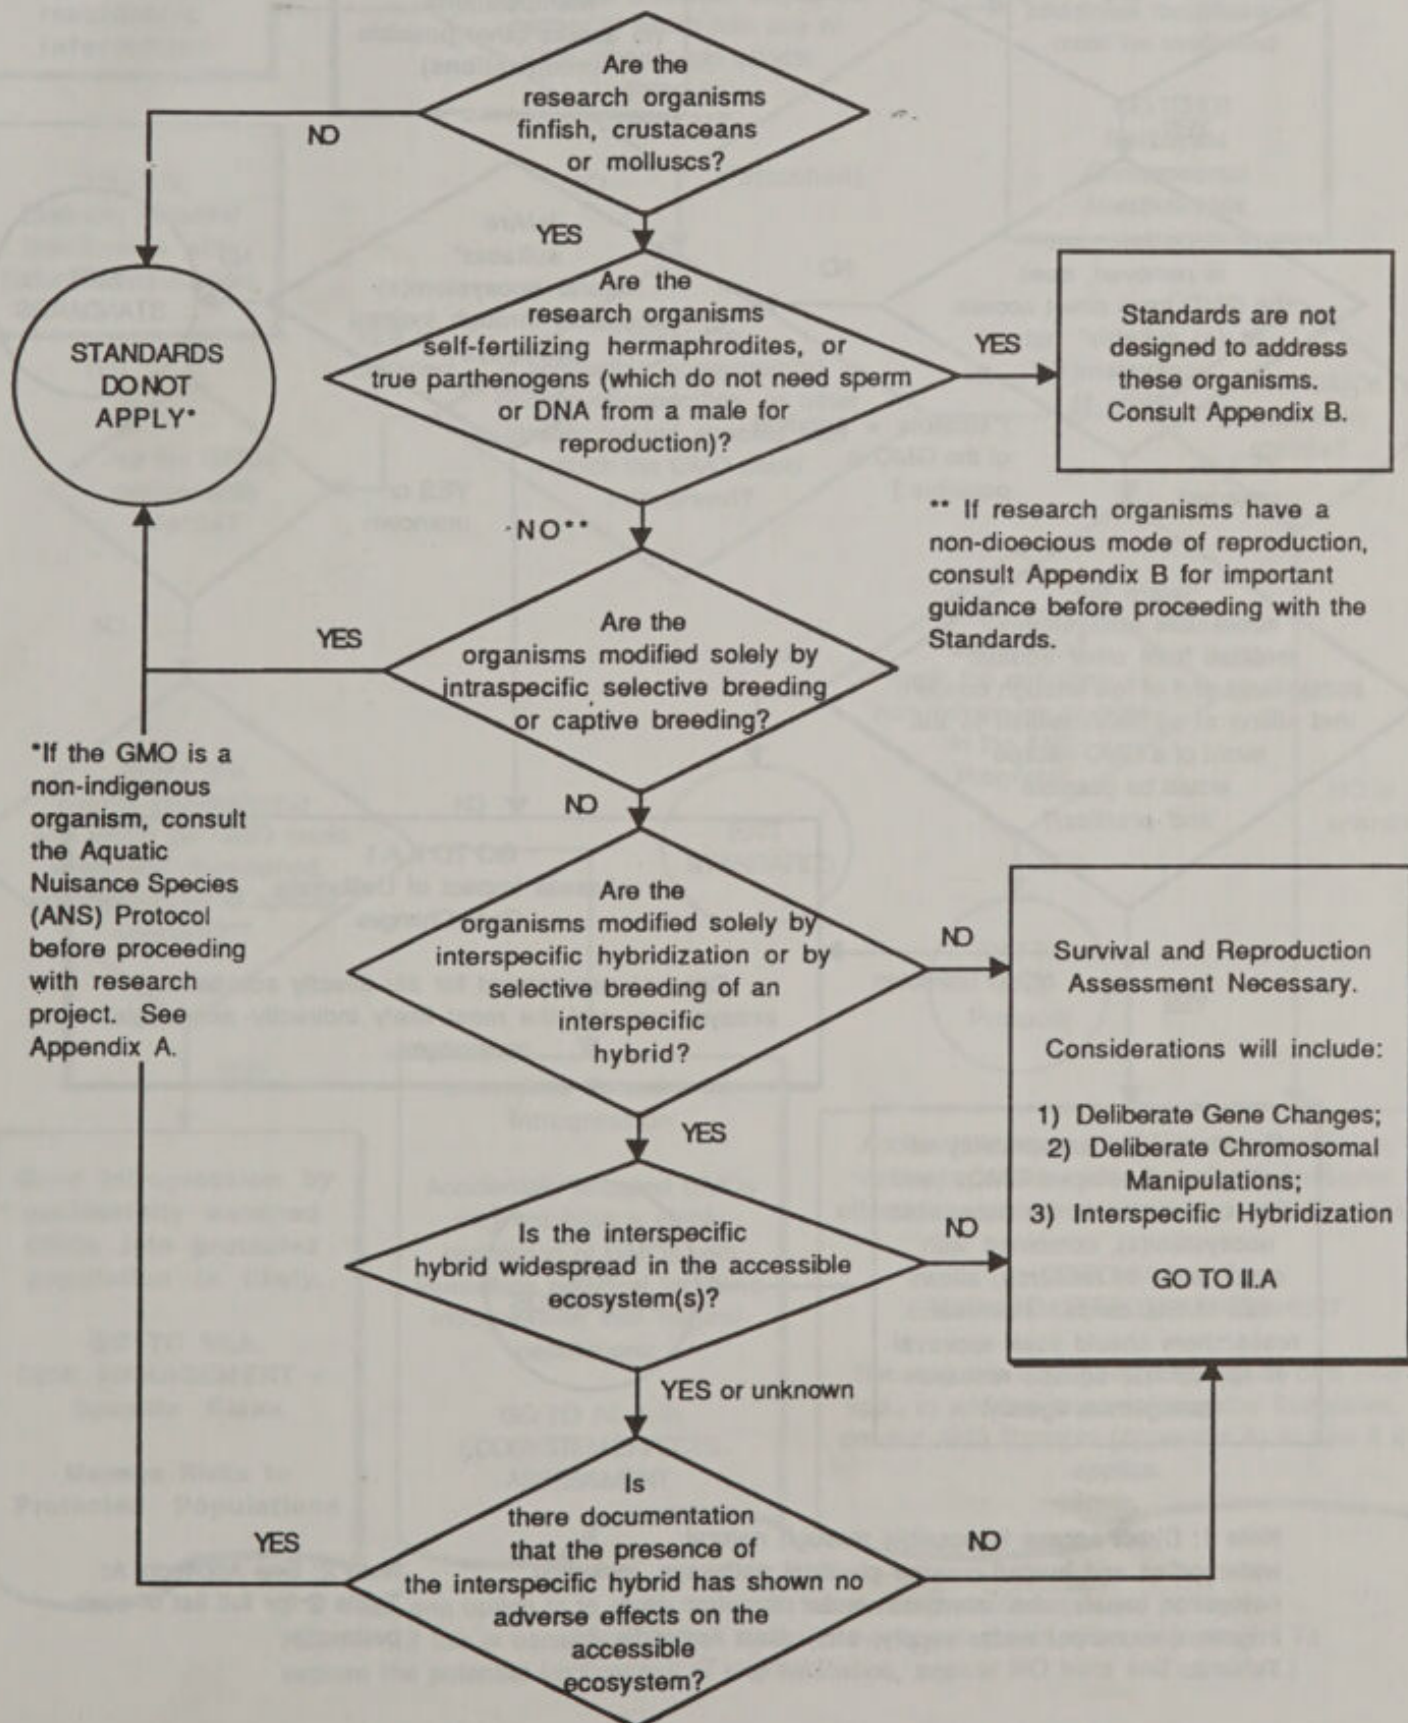 Are the
research organisms
finfish, crustaceans
or molluscs?
NO
YES
STANDARDS
DO NOT
APPLY*
Are the
research organisms
self-fertilizing hermaphrodites, or
true parthenogens (which do not need sperm
or DNA from a male for
reproduction)?
YES
Standards are not
designed to address
these organisms.
Consult Appendix B.
NO**
** If research organisms have a
non-dioecious mode of reproduction,
consult Appendix B for important
guidance before proceeding with the
Standards.
Are the
organisms modified solely by
intraspecific selective breeding
or captive breeding?
YES
NO
*If the GMO is a
non-indigenous
organism, consult
the Aquatic
Nuisance Species
(ANS) Protocol
before proceeding
with research
project. See
Appendix A.
Are the
organisms modified solely by
interspecific hybridization or by
selective breeding of an
interspecific
hybrid?
NO
YES
Survival and Reproduction
Assessment Necessary.
Considerations will include:
1) Deliberate Gene Changes;
2) Deliberate Chromosomal
Manipulations;
3) Interspecific Hybridization
GO TO II.A
Is the interspecific
hybrid widespread in the accessible
ecosystem(s)?
NO
YES or unknown
Is
there documentation
that the presence of
the interspecific hybrid has shown no
adverse effects on the
accessible
ecosystem?
YES
NO